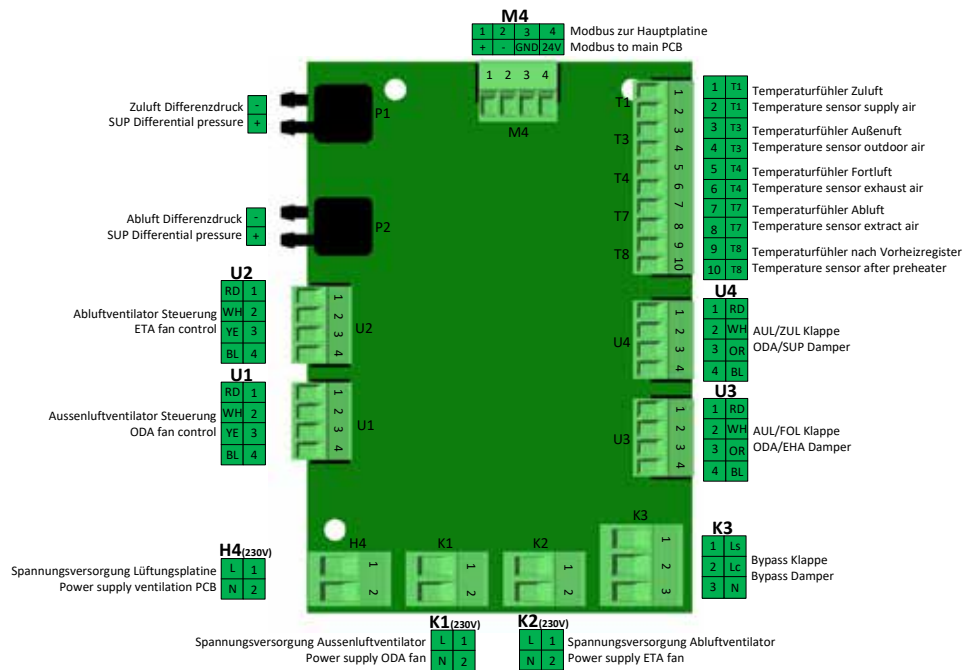 M4
1 2 3 4 Modbus zur Hauptplatine
+ - GND 24V Modbus to main PCB
1 2 3 4
M4
Zuluft Differenzdruck -
SUP Differential pressure +
P1
Abluft Differenzdruck -
SUP Differential pressure +
P2
T1 1
2
T3 3
4
T4 5
6
T7 7
8
T8 9
10
1 T1 Temperaturfühler Zuluft
2 T1 Temperature sensor supply air
3 T3 Temperaturfühler Außenuft
4 T3 Temperature sensor outdoor air
5 T4 Temperaturfühler Fortluft
6 T4 Temperature sensor exhaust air
7 T7 Temperaturfühler Abluft
8 T7 Temperature sensor extract air
9 T8 Temperaturfühler nach Vorheizregister
10 T8 Temperature sensor after preheater
U2
RD 1
WH 2
YE 3
BL 4
Abluftventilator Steuerung
ETA fan control
1
2
3
4
U2
U1
RD 1
WH 2
YE 3
BL 4
Aussenluftventilator Steuerung
ODA fan control
1
2
3
4
U1
U4
1
2
3
4
U4
1 RD
2 WH
3 OR
4 BL
AUL/ZUL Klappe
ODA/SUP Damper
U3
1
2
3
4
U3
1 RD
2 WH
3 OR
4 BL
AUL/FOL Klappe
ODA/EHA Damper
H4 K1 K2 K3
1 2
1 2
1 2
1 2 3
H4(230V)
L 1
N 2
Spannungsversorgung Lüftungsplatine
Power supply ventilation PCB
K3
1 Ls
2 Lc
3 N
Bypass Klappe
Bypass Damper
K1(230V)
Spannungsversorgung Aussenluftventilator L 1
Power supply ODA fan N 2
K2(230V)
L 1 Spannungsversorgung Abluftventilator
N 2 Power supply ETA fan